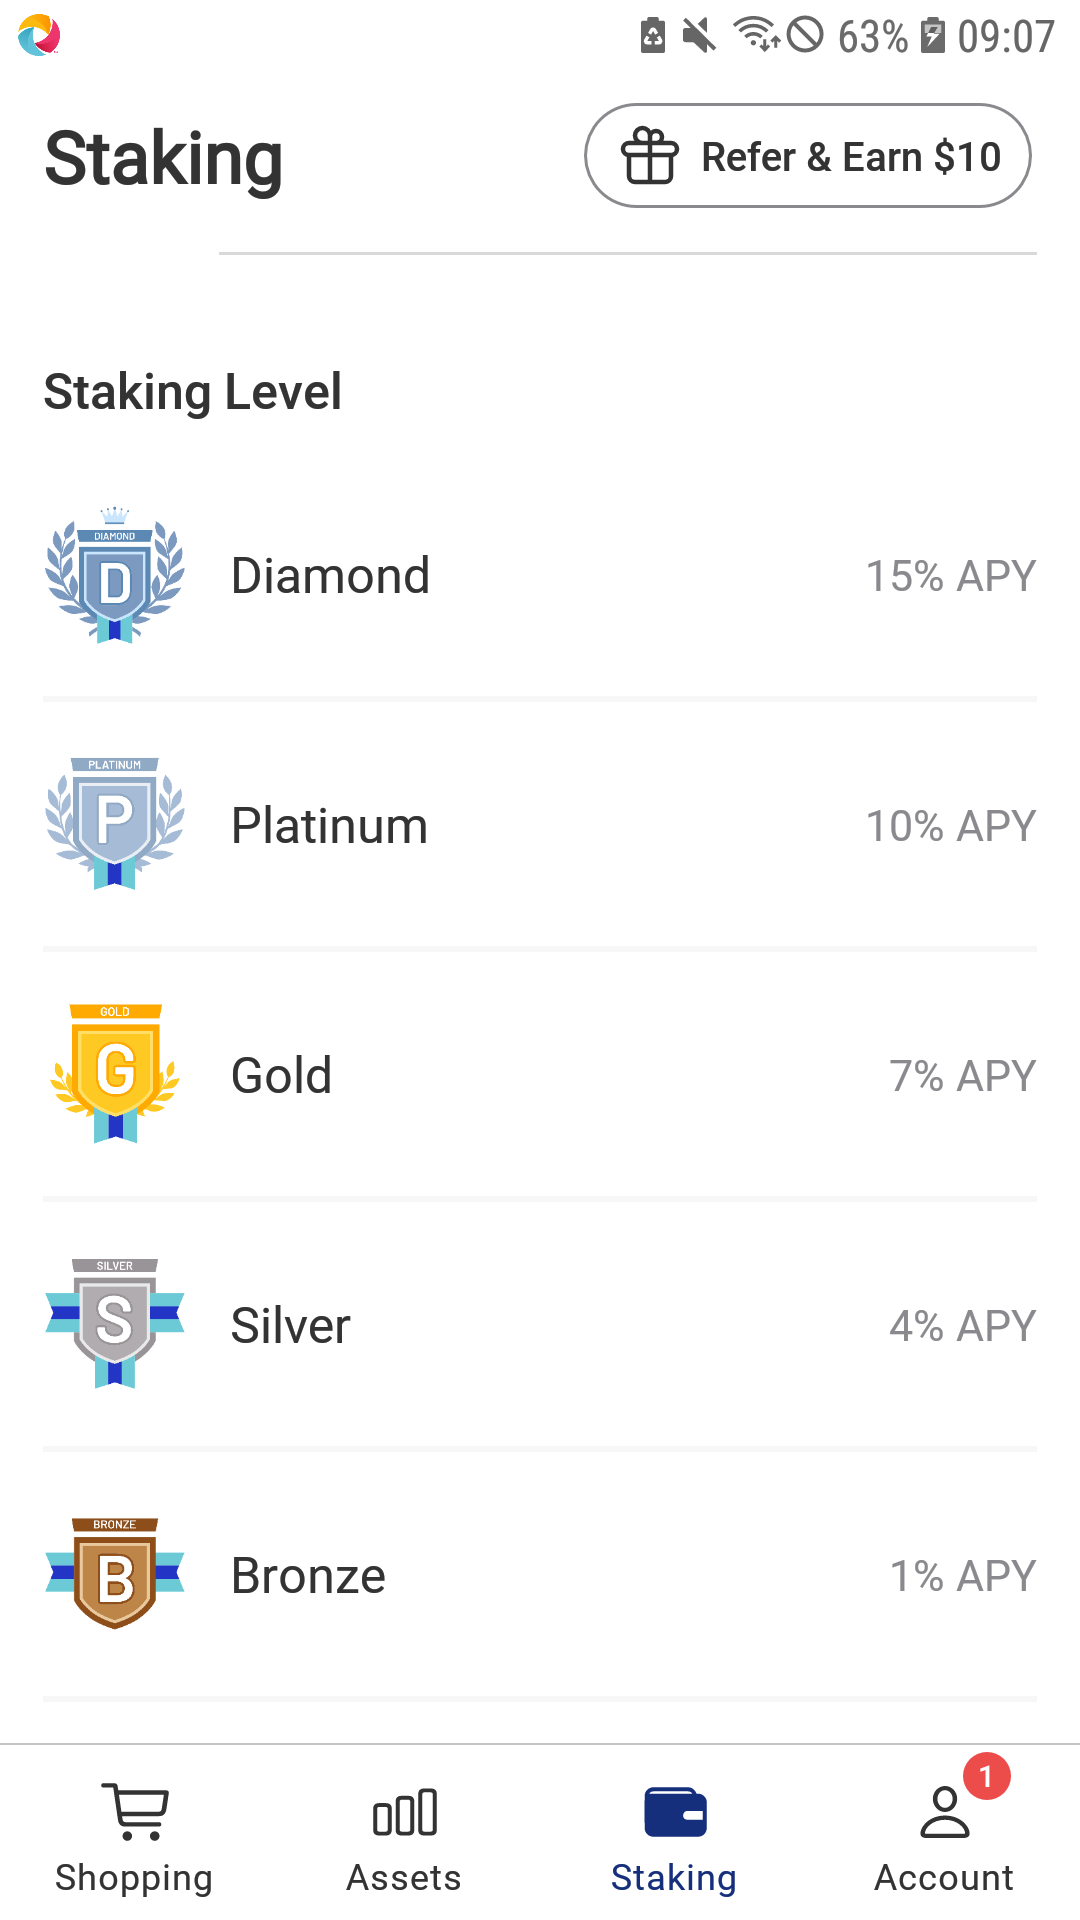 63% 09:07
Staking
Refer & Earn $10
Staking Level
DIAMOND
D
Diamond
15% APY
PLATINUM
P
Platinum
10% APY
GOLD
G
Gold
7% APY
SILVER
S
Silver
4% APY
BRONZE
B
Bronze
1% APY
1
Shopping
Assets
Staking
Account